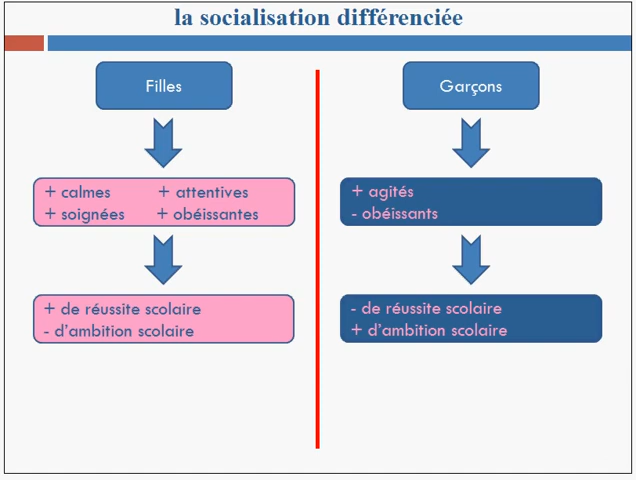 la socialisation différenciée
Filles
+ calmes + attentives
+ soignées + obéissantes
+ de réussite scolaire
- d'ambition scolaire
Garçons
+ agités
- obéissants
- de réussite scolaire
+ d'ambition scolaire